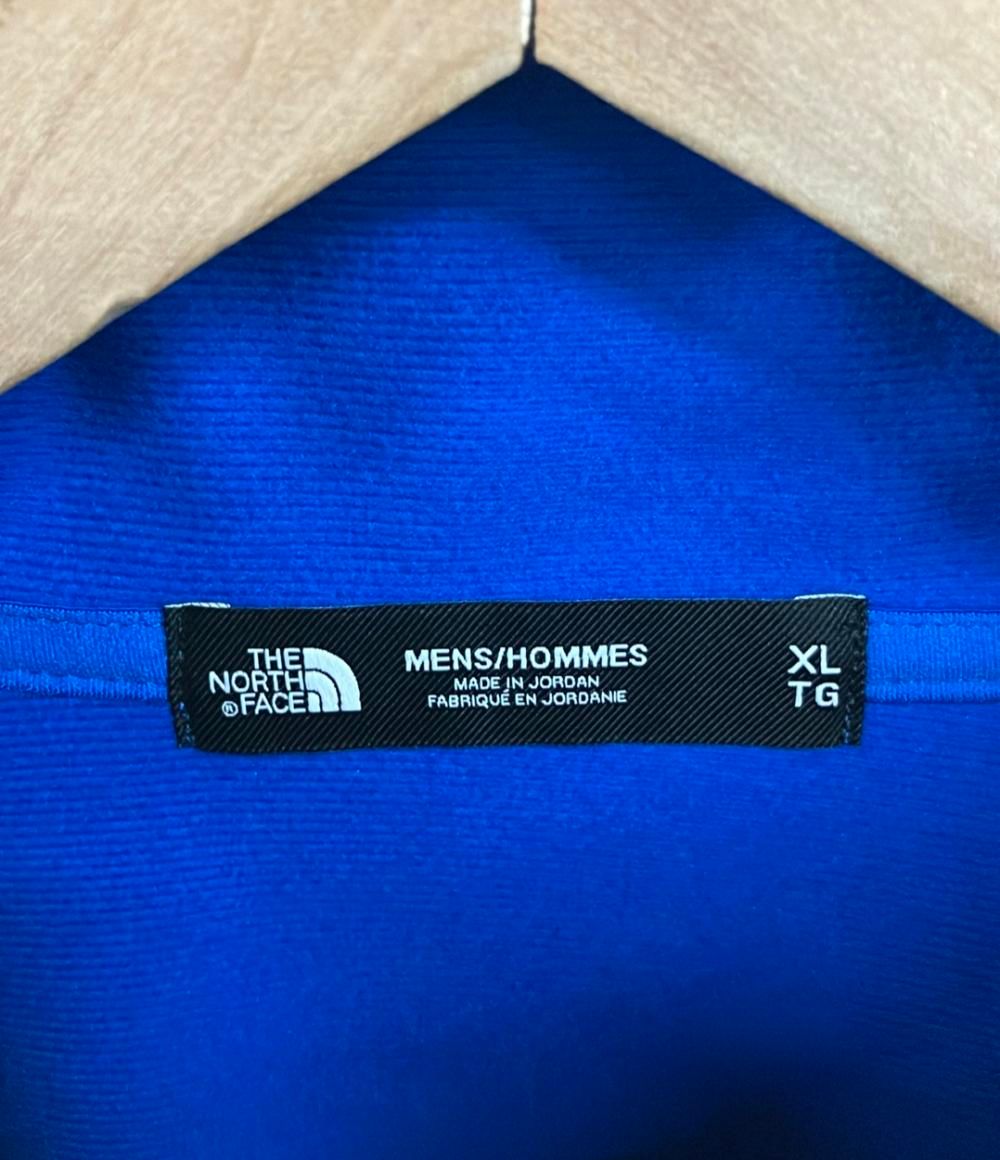 THE
NORTH
® FACE
MENS/HOMMES
MADE IN JORDAN
FABRIQUÉ EN JORDANIE
XL
TG